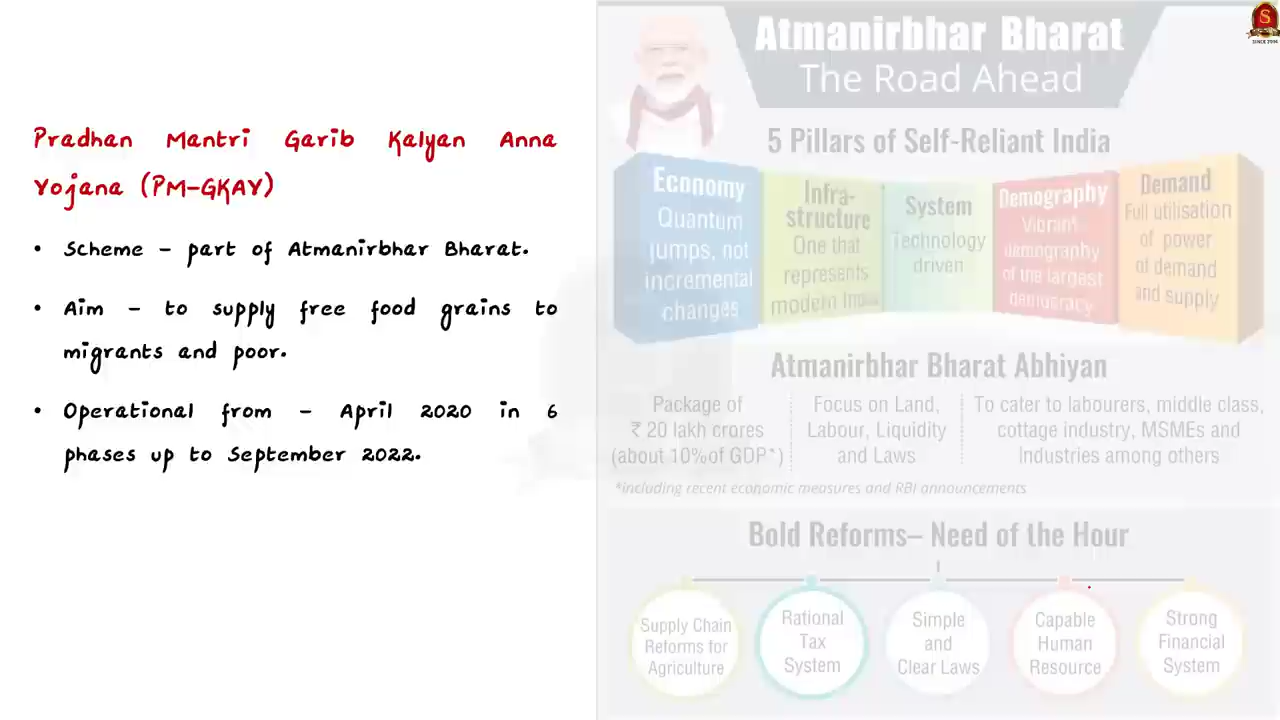 Pradhan Mantri Garib Kalyan Anna
Yojana (PM-GKAY)
• Scheme - part of Atmanirbhar Bharat.
• Aim - to supply free food grains to
migrants and poor.
• Operational from - April 2020 in 6
phases up to September 2022.
Atmanirbhar Bharat
The Road Ahead
5 Pillars of Self-Reliant India
Economy
Quantum
jumps, not
incremental
changes
Infra-
structure
One that
represents
modern India
System
Technology
driven
Demography
Vibrant
demography
of the largest
democracy
Demand
Full utilisation
of power
of demand
and supply
Atmanirbhar Bharat Abhiyan
Package of
₹ 20 lakh crores
(about 10%of GDP*)
Focus on Land,
Labour, Liquidity
and Laws
To cater to labourers, middle class,
cottage industry, MSMEs and
Industries among others
*including recent economic measures and RBI announcements
Bold Reforms– Need of the Hour
Supply Chain
Reforms for
Agriculture
Rational
Tax
System
Simple
and
Clear Laws
Capable
Human
Resource
Strong
Financial
System
S
SINCE 2004